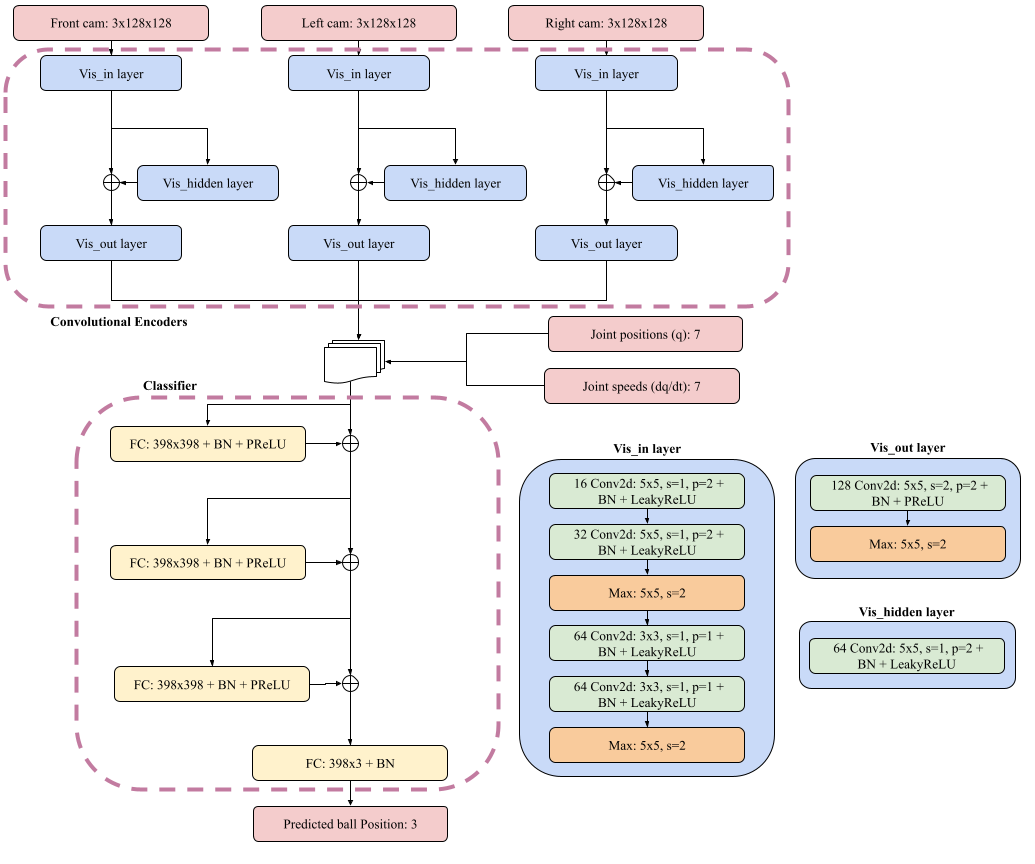 Front cam: 3x128x128
Left cam: 3x128x128
Right cam: 3x128x128
Vis_in layer
Vis_in layer
Vis_in layer
Vis_hidden layer
Vis_hidden layer
Vis_hidden layer
Vis_out layer
Vis_out layer
Vis_out layer
Convolutional Encoders
Joint positions (q): 7
Joint speeds (dq/dt): 7
Classifier
FC: 398x398 + BN + PReLU
FC: 398x398 + BN + PReLU
FC: 398x398 + BN + PReLU
FC: 398x3 + BN
Predicted ball Position: 3
Vis_in layer
16 Conv2d: 5x5, s=1, p=2 +
BN + LeakyReLU
32 Conv2d: 5x5, s=1, p=2 +
BN + LeakyReLU
Max: 5x5, s=2
64 Conv2d: 3x3, s=1, p=1 +
BN + LeakyReLU
64 Conv2d: 3x3, s=1, p=1 +
BN + LeakyReLU
Max: 5x5, s=2
Vis_out layer
128 Conv2d: 5x5, s=2, p=2 +
BN + PReLU
Max: 5x5, s=2
Vis_hidden layer
64 Conv2d: 5x5, s=1, p=2 +
BN + LeakyReLU